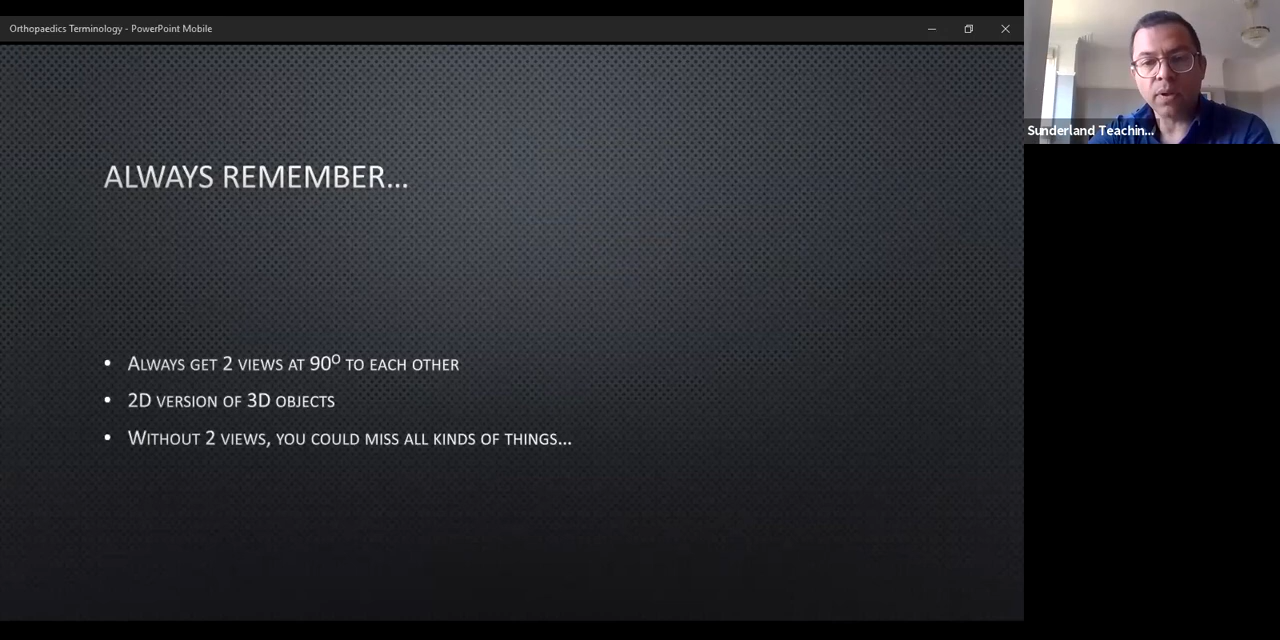 Orthopaedics Terminology - PowerPoint Mobile
Sunderland Teachin...
ALWAYS REMEMBER...
• ALWAYS GET 2 VIEWS AT 90º TO EACH OTHER
• 2D VERSION OF 3D OBJECTS
• WITHOUT 2 VIEWS, YOU COULD MISS ALL KINDS OF THINGS...